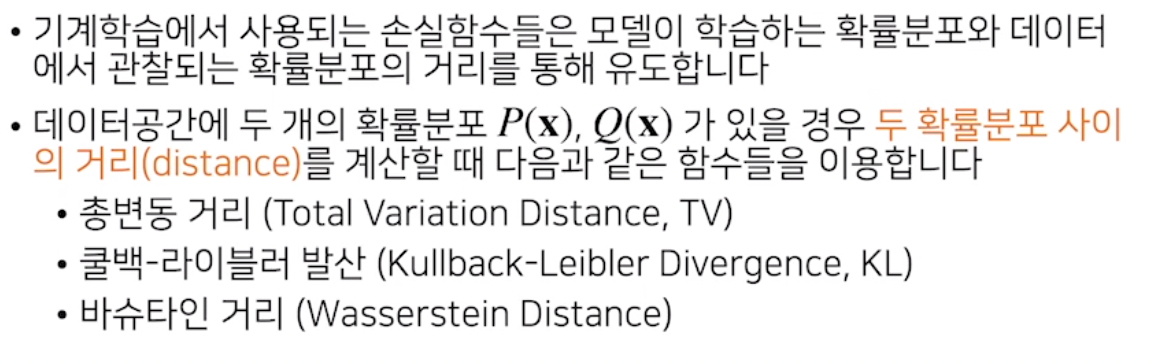 • 기계학습에서 사용되는 손실함수들은 모델이 학습하는 확률분포와 데이터
에서 관찰되는 확률분포의 거리를 통해 유도합니다
• 데이터공간에 두 개의 확률분포 P(x), Q(x) 가 있을 경우 두 확률분포 사이
의 거리(distance)를 계산할 때 다음과 같은 함수들을 이용합니다
• 총변동 거리 (Total Variation Distance, TV)
• 쿨백-라이블러 발산 (Kullback-Leibler Divergence, KL)
• 바슈타인 거리 (Wasserstein Distance)